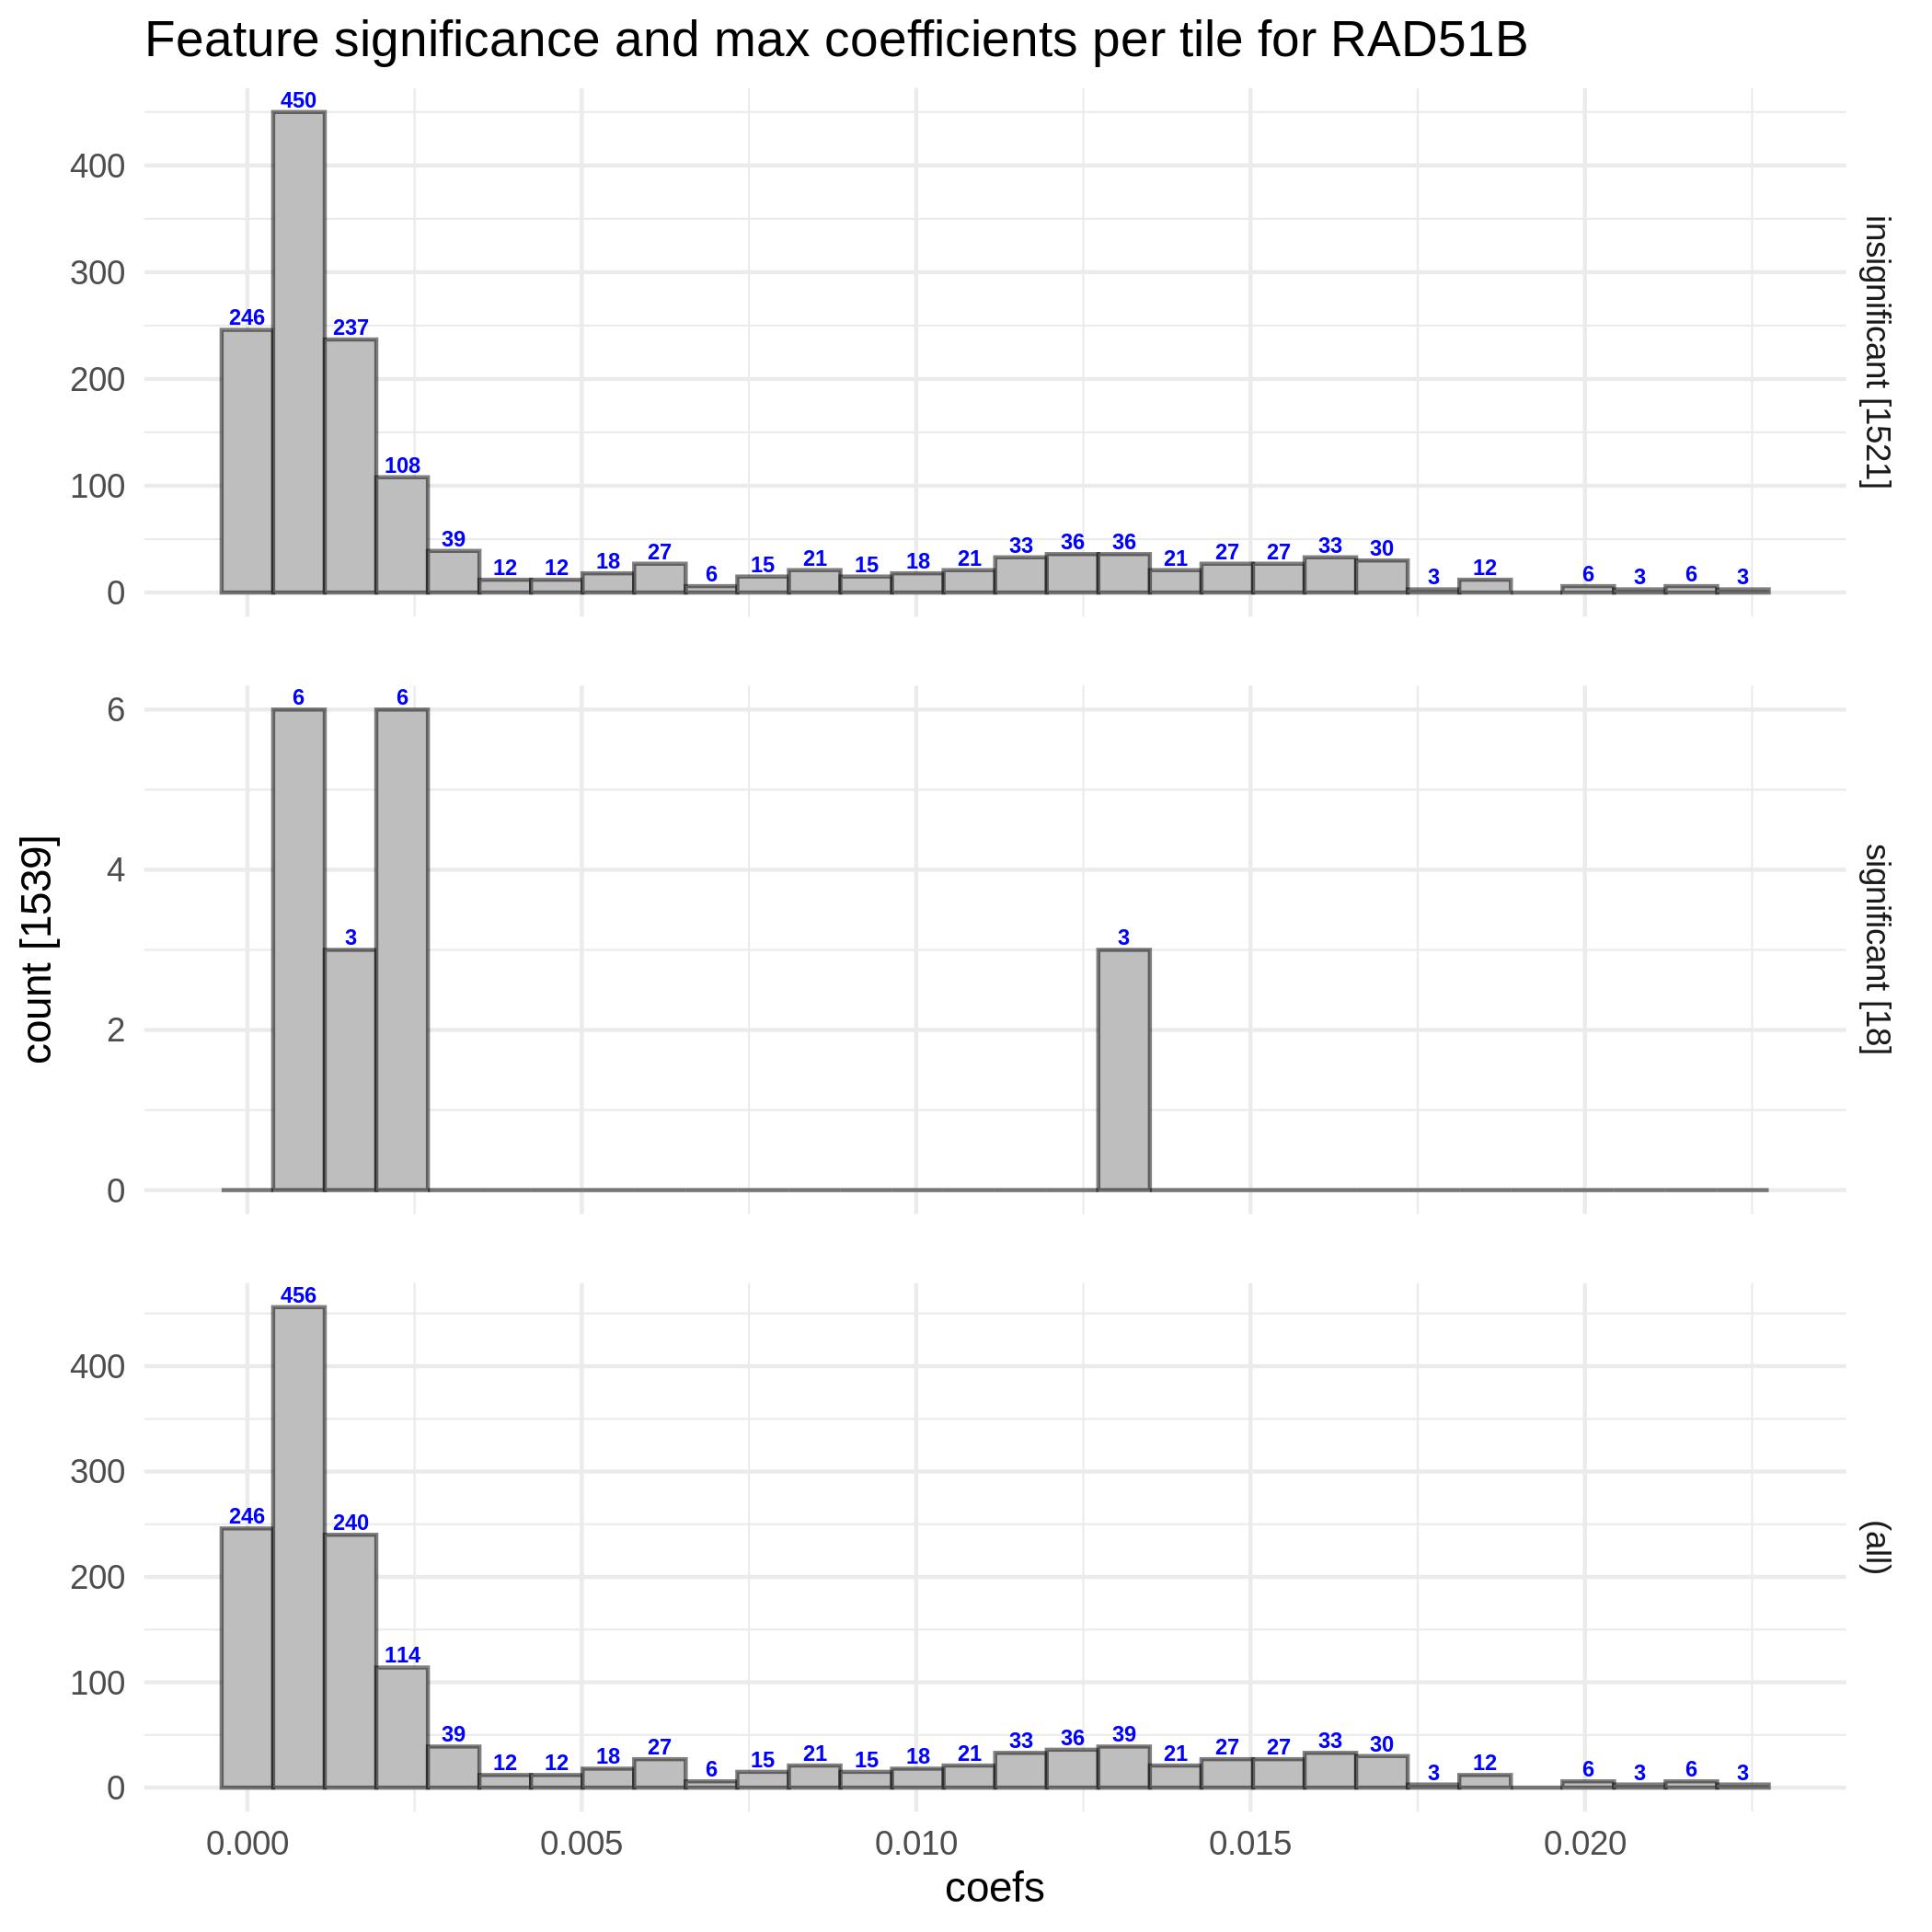 Feature significance and max coefficients per tile for RAD51B
450
400
300
246
237
200
108
100
39 12 12 18 27 6 15 21 15 18 21 33 36 36 21 27 27 33 30 3 12 6 3 6 3
0
insignificant [1521]
6 6
6
4
3 3
2
0
significant [18]
count [1539]
456
400
300
246 240
200
114
100
39 12 12 18 27 6 15 21 15 18 21 33 36 39 21 27 27 33 30 3 12 6 3 6 3
0
(all)
0.000 0.005 0.010 0.015 0.020
coefs